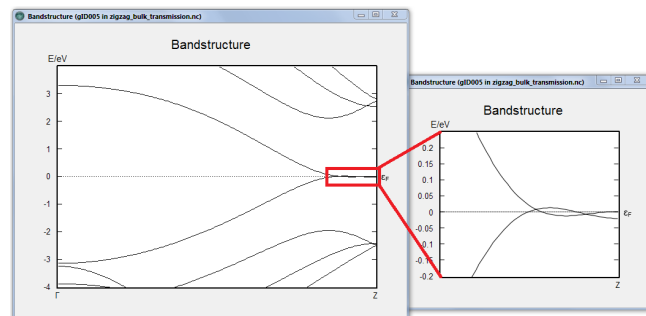 Bandstructure (gID005 in zigzag_bulk_transmission.nc)
Bandstructure
E/eV
3
2
1
0
-1
-2
-3
-4
Γ
Z
εF
Bandstructure (gID005 in zigzag_bulk_transmission.nc)
Bandstructure
E/eV
0.2
0.15
0.1
0.05
0
-0.05
-0.1
-0.15
-0.2
Z
εF